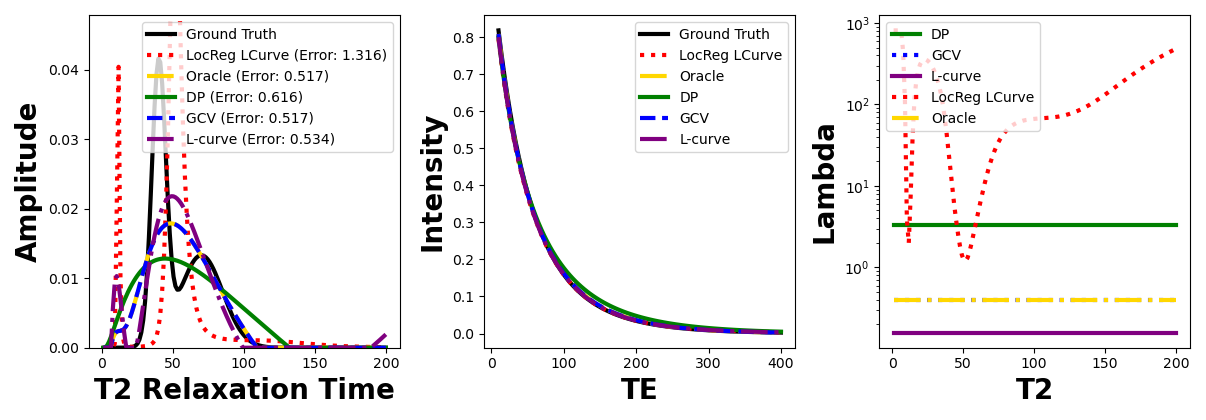 Amplitude
0.04
0.03
0.02
0.01
0.00
0
50
100
150
200
T2 Relaxation Time
Ground Truth
LocReg LCurve (Error: 1.316)
Oracle (Error: 0.517)
DP (Error: 0.616)
GCV (Error: 0.517)
L-curve (Error: 0.534)
Intensity
0.8
0.7
0.6
0.5
0.4
0.3
0.2
0.1
0.0
0
100
200
300
400
TE
Ground Truth
LocReg LCurve
Oracle
DP
GCV
L-curve
Lambda
10³
10²
10¹
10⁰
0
50
100
150
200
T2
DP
GCV
L-curve
LocReg LCurve
Oracle